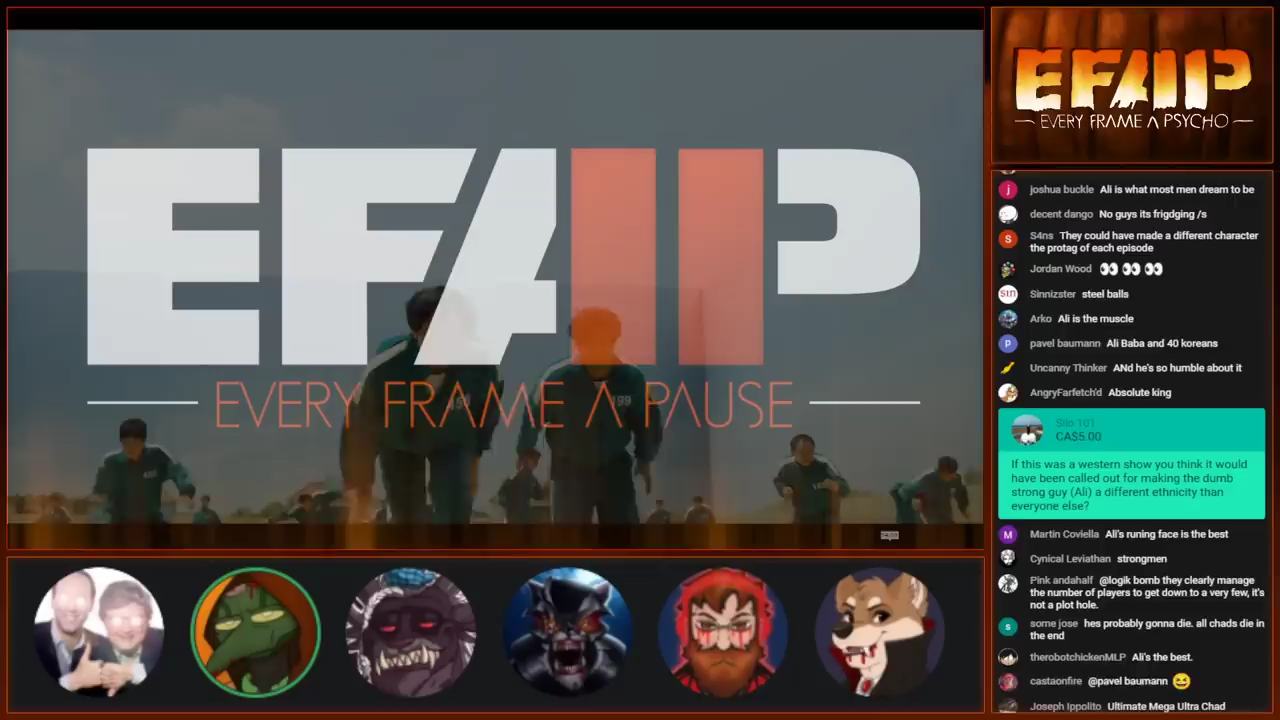 EFAP
EVERY FRAME A PAUSE
199
EFAP
EVERY FRAME A PSYCHO
joshua buckle Ali is what most men dream to be
decent dango No guys its frigdging /s
S4ns They could have made a different character
the protag of each episode
Jordan Wood
Sinnizster steel balls
Arko Ali is the muscle
pavel baumann Ali Baba and 40 koreans
Uncanny Thinker ANd he's so humble about it
AngryFarfetch'd Absolute king
Silo 101
CA$5.00
If this was a western show you think it would
have been called out for making the dumb
strong guy (Ali) a different ethnicity than
everyone else?
Martin Coviella Ali's runing face is the best
Cynical Leviathan strongmen
Pink andahalf @logik bomb they clearly manage
the number of players to get down to a very few, it's
not a plot hole.
some jose hes probably gonna die. all chads die in
the end
therobotchickenMLP Ali's the best.
castaonfire @pavel baumann
Joseph Ippolito Ultimate Mega Ultra Chad